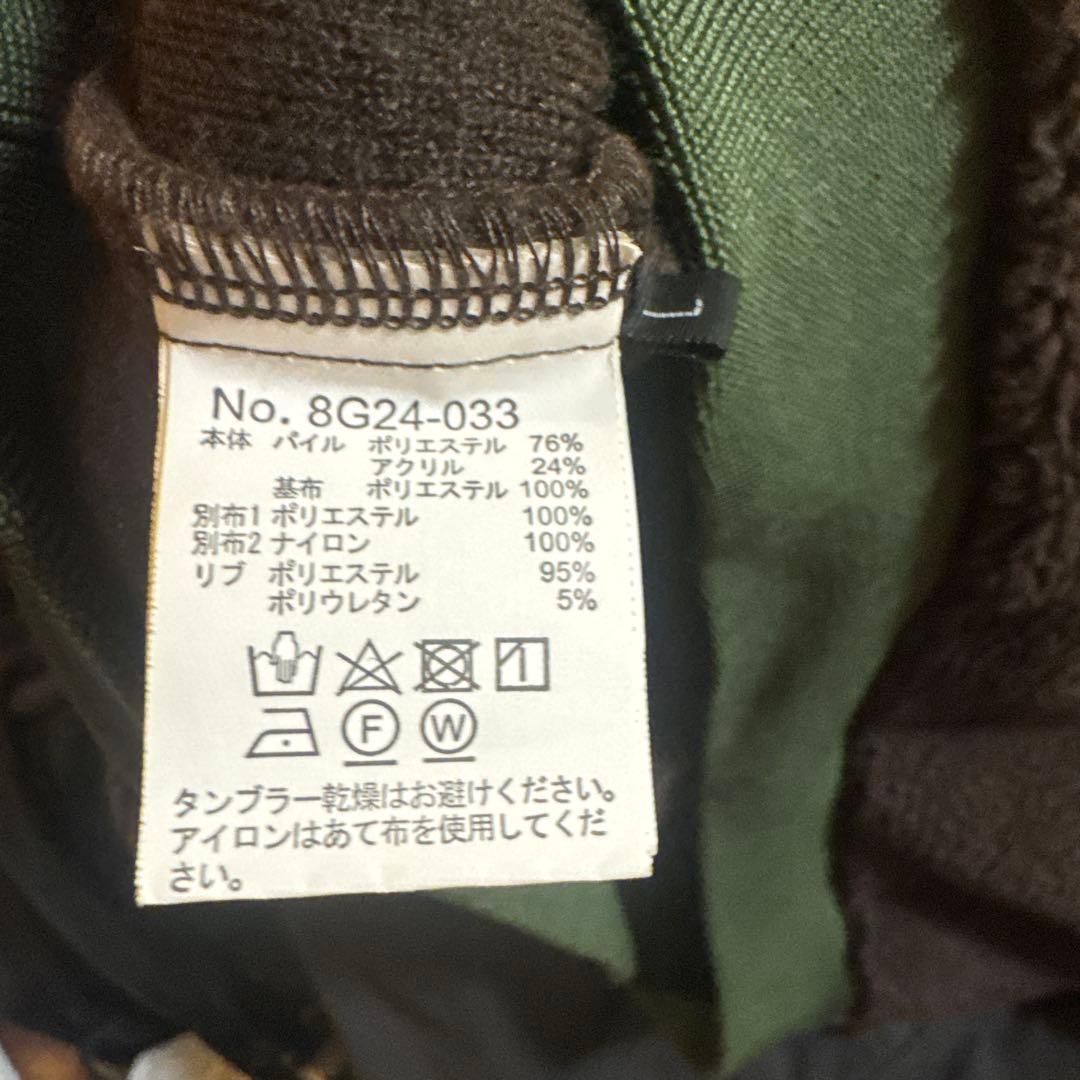 L
No. 8G24-033
本体 パイル ポリエステル 76%
アクリル 24%
基布 ポリエステル 100%
別布1 ポリエステル 100%
別布2 ナイロン 100%
リブ ポリエステル 95%
ポリウレタン 5%
F W
タンブラー乾燥はお避けください。
アイロンはあて布を使用してくだ
さい。